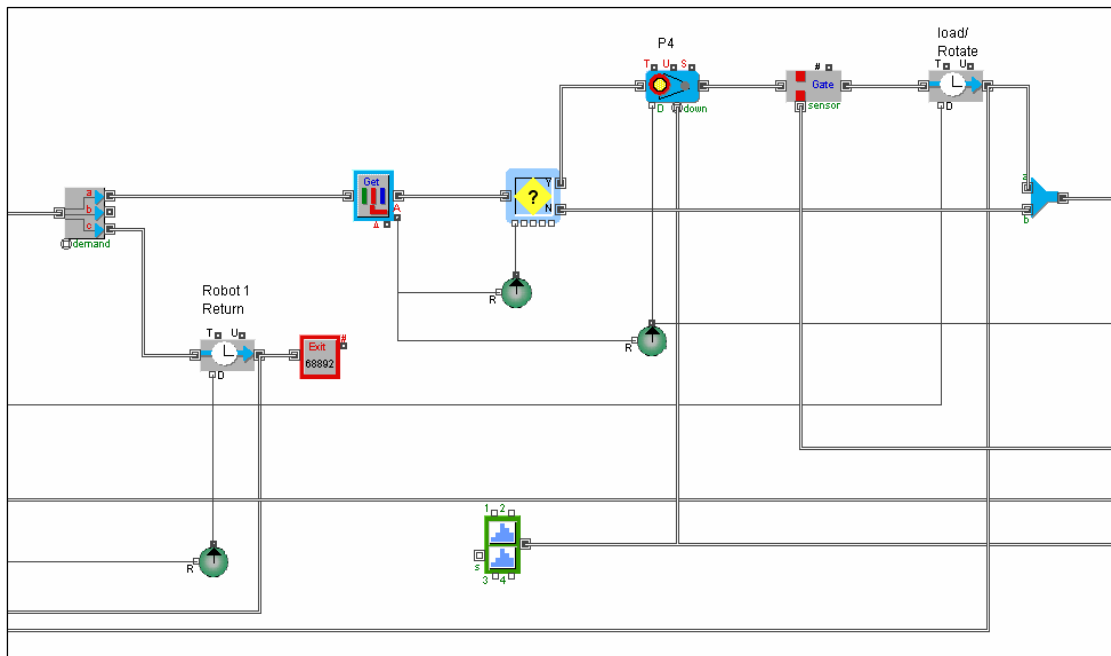 load/
Rotate
P4
T U
T U S
#
Gate
D
down
sensor
D
Get
a
A
Y
?
N
a
b
b
c
Δ
demand
R
Robot 1
Return
R
T U
#
Exit
68892
D
1 2
s
R
3 4